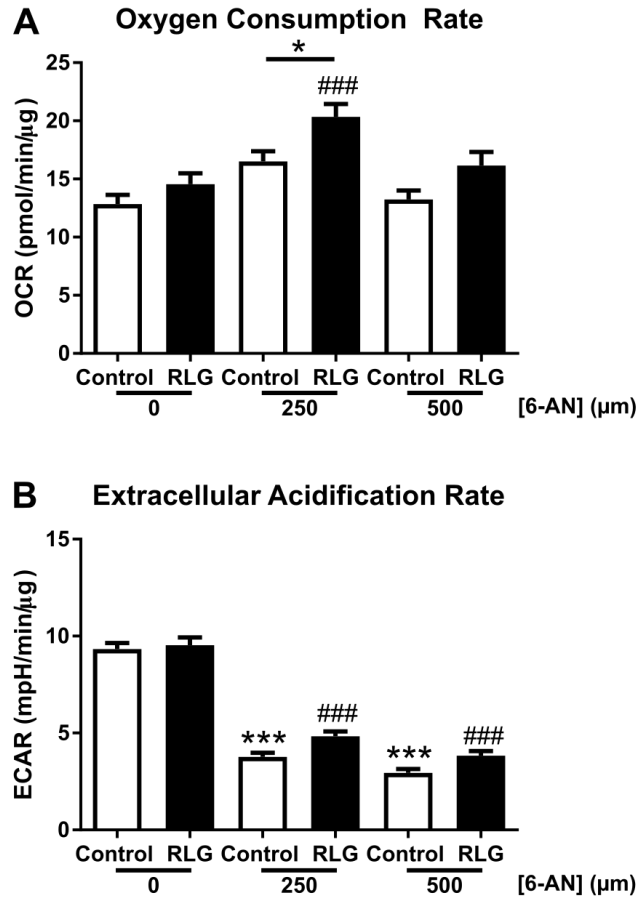 A Oxygen Consumption Rate
*
###
OCR (pmol/min/μg)
25
20
15
10
5
0
Control RLG Control RLG Control RLG
0 250 500 [6-AN] (μm)
B Extracellular Acidification Rate
ECAR (mpH/min/μg)
15
10
5
0
*** ### *** ###
Control RLG Control RLG Control RLG
0 250 500 [6-AN] (μm)